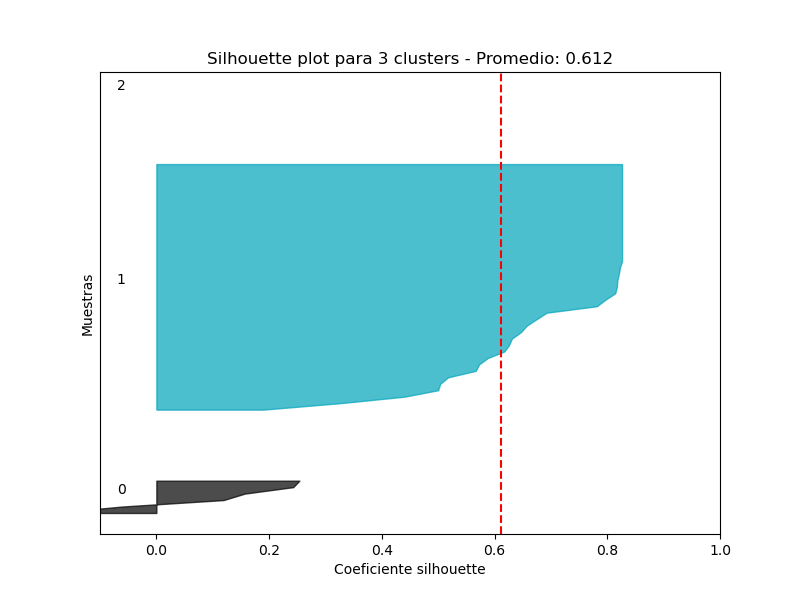 Silhouette plot para 3 clusters - Promedio: 0.612
2
1
0
Muestras
0.0 0.2 0.4 0.6 0.8 1.0
Coeficiente silhouette